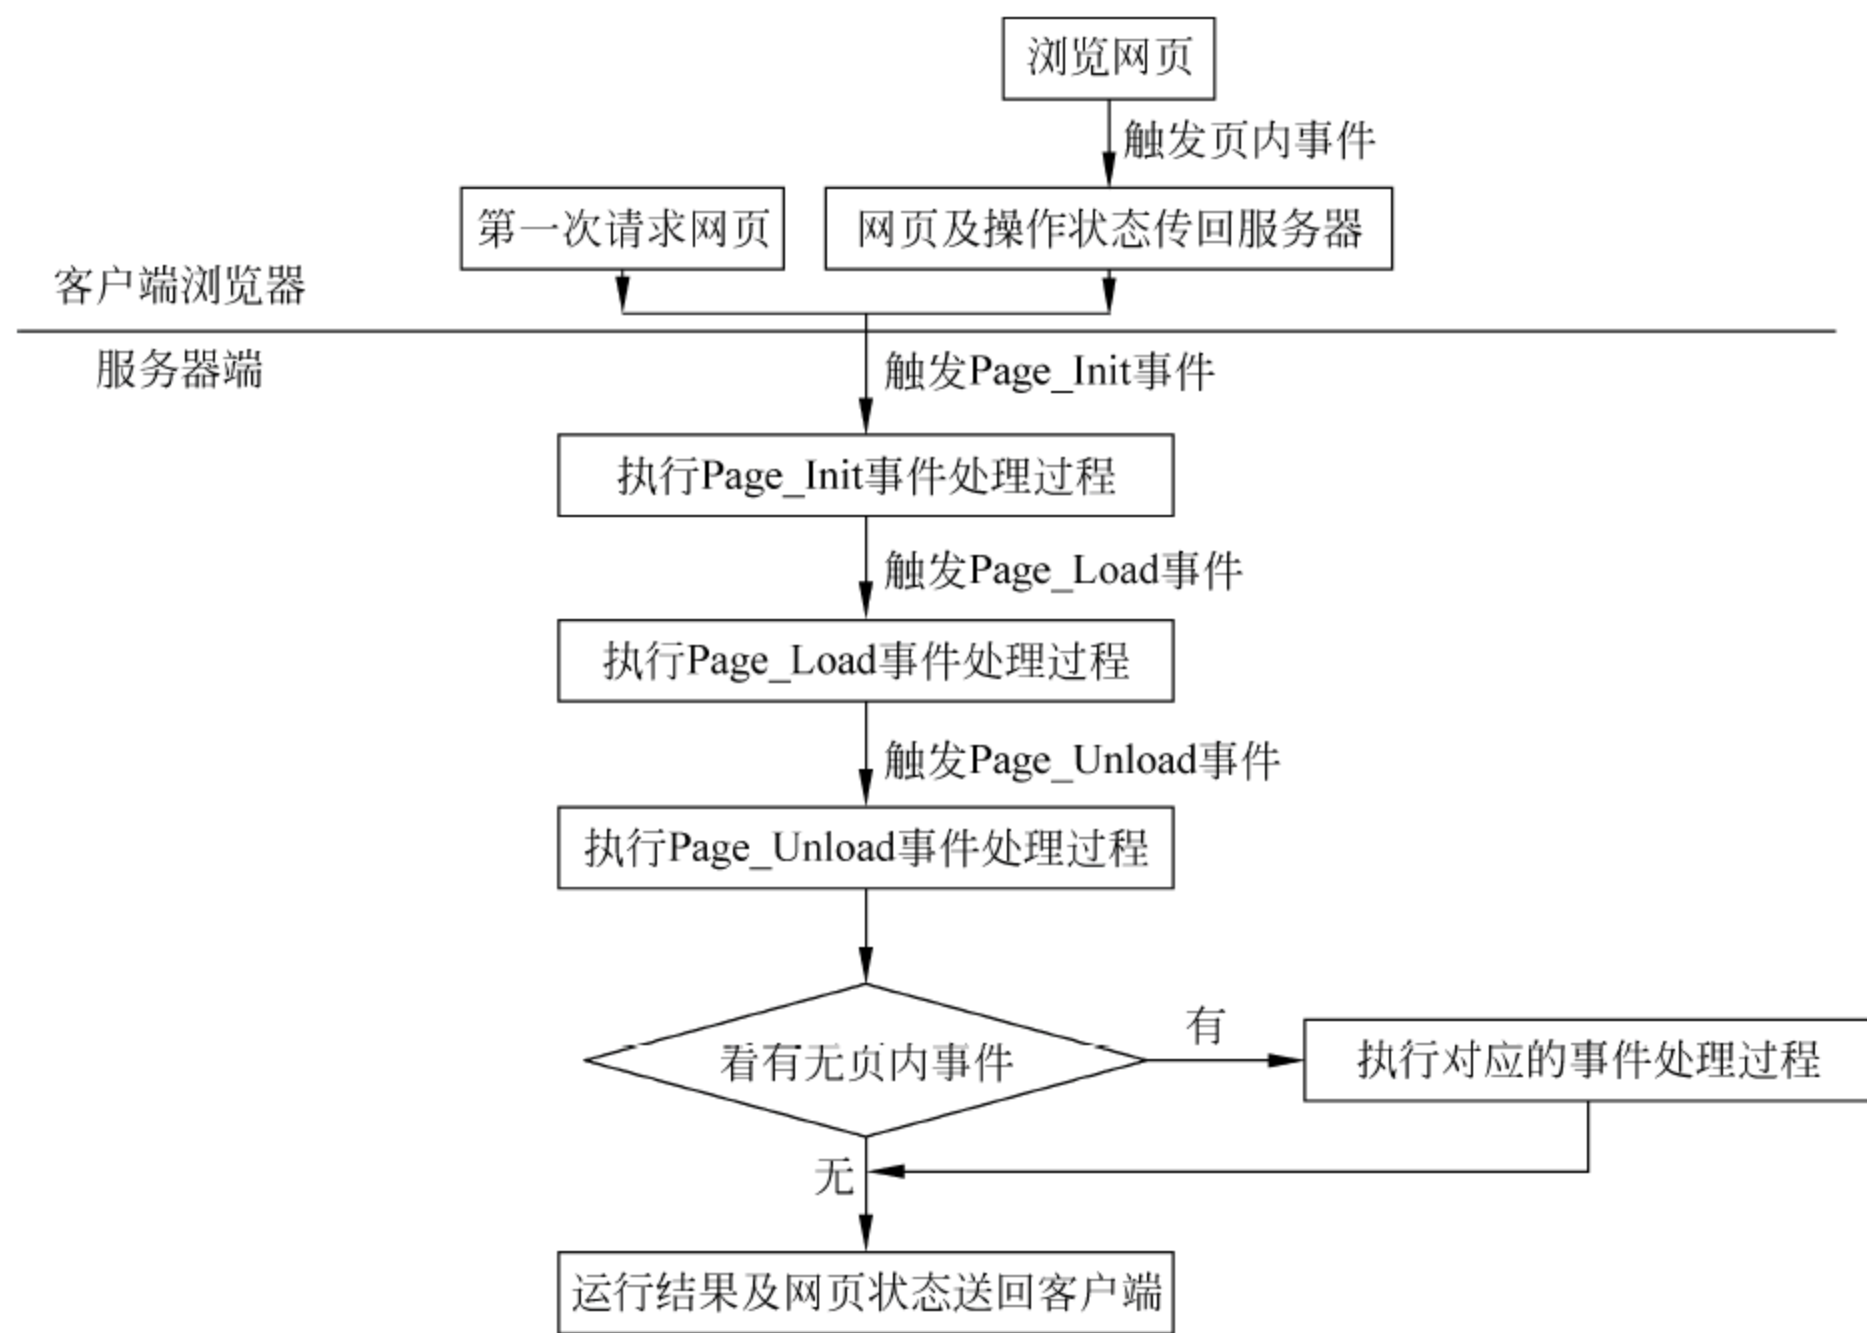 浏览网页
触发页内事件
第一次请求网页
网页及操作状态传回服务器
客户端浏览器
服务器端
触发Page_Init事件
执行Page_Init事件处理过程
触发Page_Load事件
执行Page_Load事件处理过程
触发Page_Unload事件
执行Page_Unload事件处理过程
看有无页内事件
有
执行对应的事件处理过程
无
运行结果及网页状态送回客户端